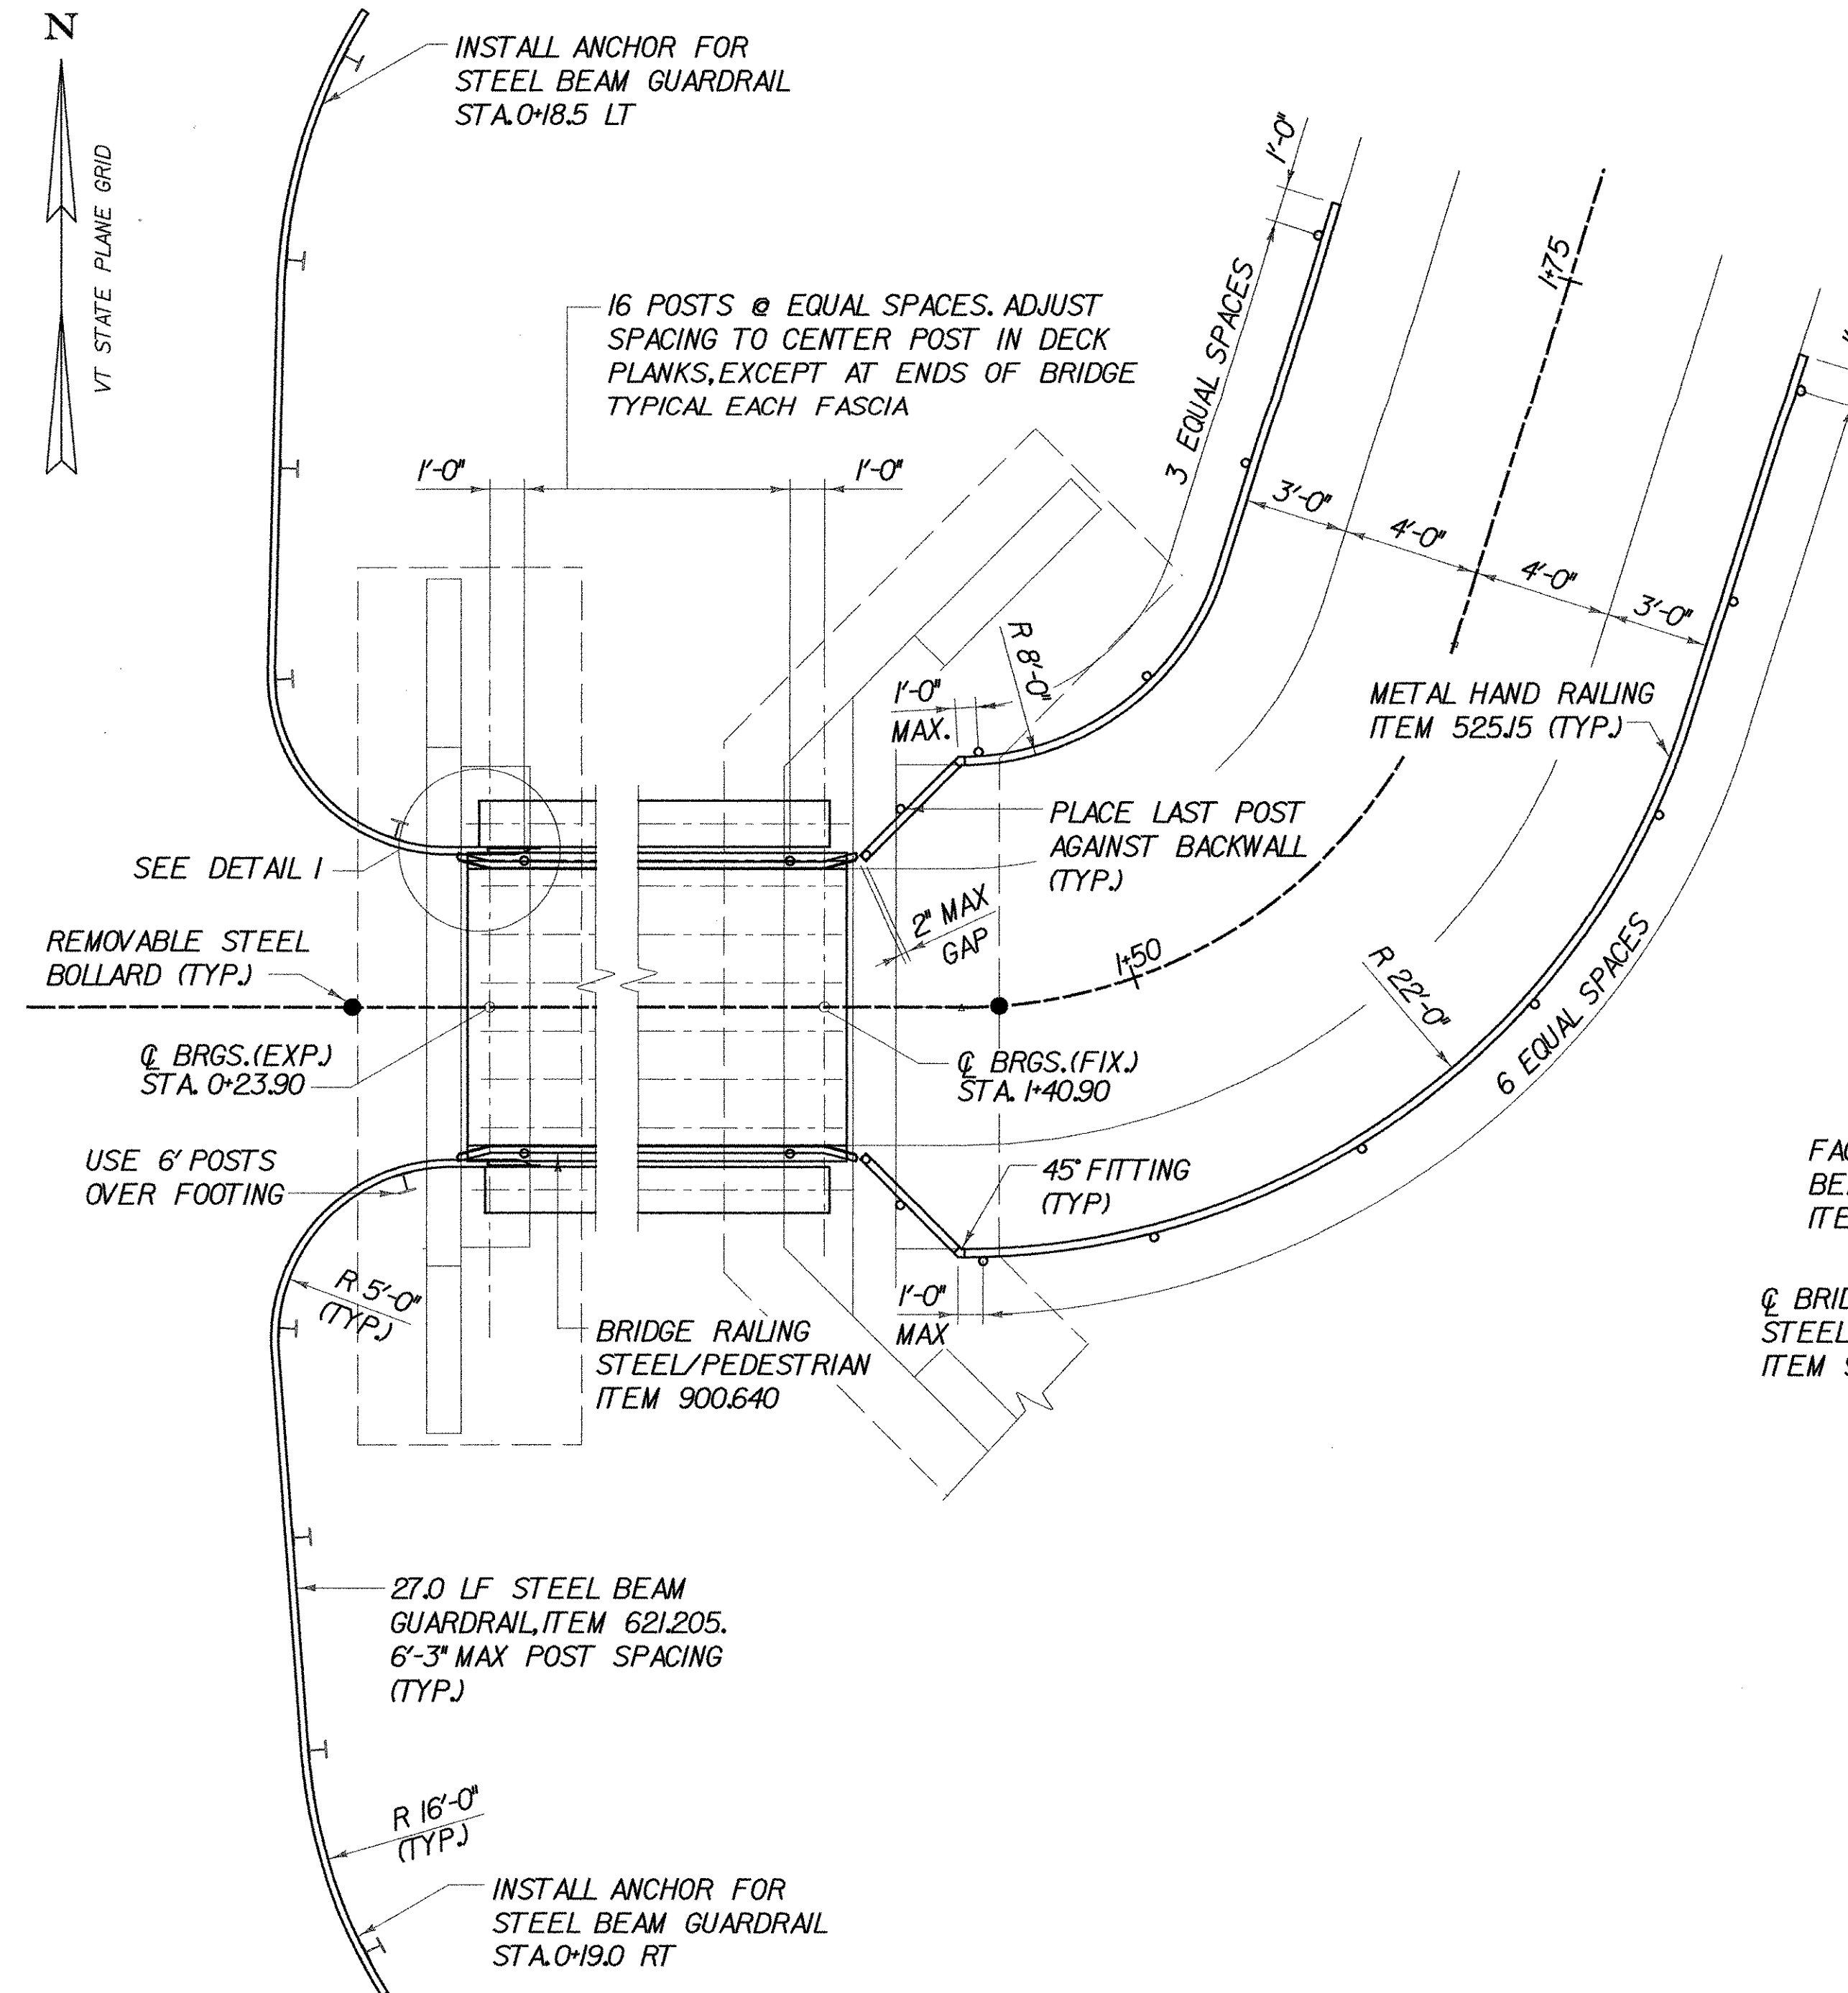 N
VT STATE PLANE GRID
INSTALL ANCHOR FOR
STEEL BEAM GUARDRAIL
STA. 0+18.5 LT
16 POSTS @ EQUAL SPACES. ADJUST
SPACING TO CENTER POST IN DECK
PLANKS, EXCEPT AT ENDS OF BRIDGE
TYPICAL EACH FASCIA
1'-0"
1'-0"
1'-0"
3 EQUAL SPACES
1+75
3'-0"
4'-0"
4'-0"
3'-0"
R 8'-0"
1'-0"
MAX.
METAL HAND RAILING
ITEM 525.15 (TYP.)
PLACE LAST POST
AGAINST BACKWALL
(TYP.)
SEE DETAIL 1
2" MAX
GAP
REMOVABLE STEEL
BOLLARD (TYP.)
1+50
R 22'-0"
6 EQUAL SPACES
℄ BRGS. (EXP.)
STA. 0+23.90
℄ BRGS. (FIX.)
STA. 1+40.90
USE 6' POSTS
OVER FOOTING
45° FITTING
(TYP)
R 5'-0"
(TYP.)
1'-0"
MAX
BRIDGE RAILING
STEEL/PEDESTRIAN
ITEM 900.640
℄
STEEL
ITEM
27.0 LF STEEL BEAM
GUARDRAIL, ITEM 621.205.
6'-3" MAX POST SPACING
(TYP.)
R 16'-0"
(TYP.)
INSTALL ANCHOR FOR
STEEL BEAM GUARDRAIL
STA. 0+19.0 RT